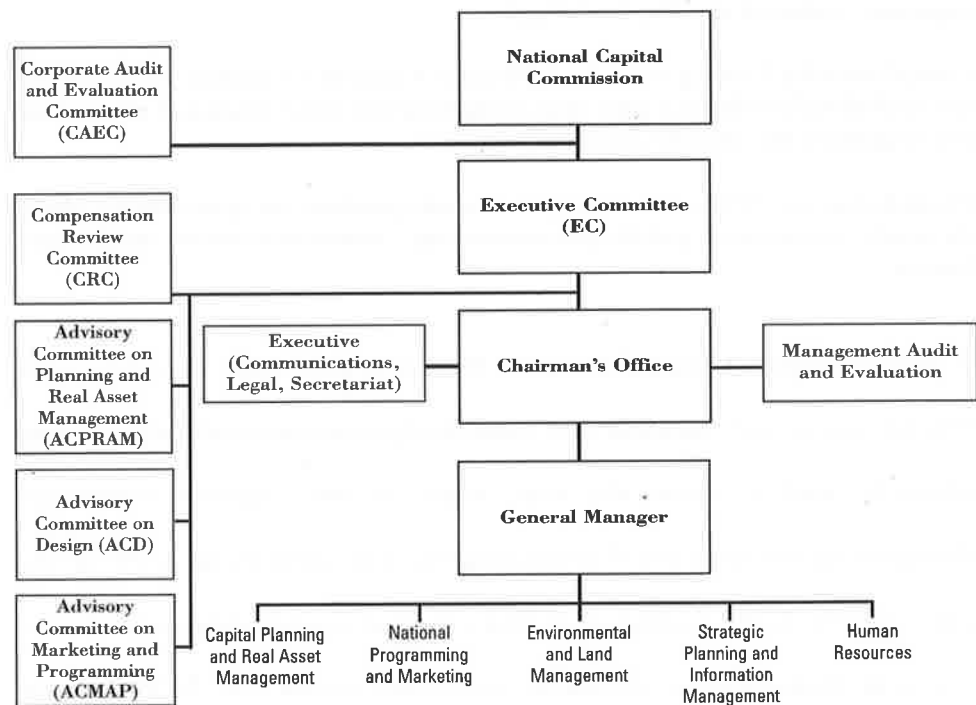 National Capital
Commission
Corporate Audit
and Evaluation
Committee
(CAEC)
Executive Committee
(EC)
Compensation
Review
Committee
(CRC)
Advisory
Committee on
Planning and
Real Asset
Management
(ACPRAM)
Executive
(Communications,
Legal, Secretariat)
Chairman's Office
Management Audit
and Evaluation
Advisory
Committee on
Design (ACD)
General Manager
Advisory
Committee on
Marketing and
Programming
(ACMAP)
Capital Planning
and Real Asset
Management
National
Programming
and Marketing
Environmental
and Land
Management
Strategic
Planning and
Information
Management
Human
Resources